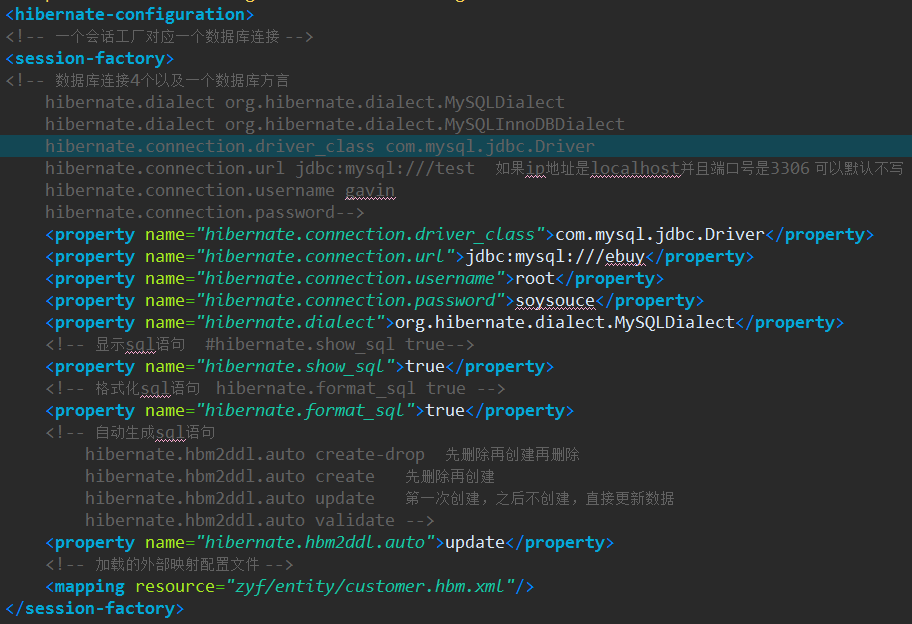 <hibernate-configuration>
<!-- 一个会话工厂对应一个数据库连接 -->
<session-factory>
<!-- 数据库连接4个以及一个数据库方言
hibernate.dialect org.hibernate.dialect.MySQLDialect
hibernate.dialect org.hibernate.dialect.MySQLInnoDBDialect
hibernate.connection.driver_class com.mysql.jdbc.Driver
hibernate.connection.url jdbc:mysql:///test 如果ip地址是localhost并且端口号是3306 可以默认不写
hibernate.connection.username gavin
hibernate.connection.password-->
<property name="hibernate.connection.driver_class">com.mysql.jdbc.Driver</property>
<property name="hibernate.connection.url">jdbc:mysql:///ebuy</property>
<property name="hibernate.connection.username">root</property>
<property name="hibernate.connection.password">soysouce</property>
<property name="hibernate.dialect">org.hibernate.dialect.MySQLDialect</property>
<!-- 显示sql语句 #hibernate.show_sql true-->
<property name="hibernate.show_sql">true</property>
<!-- 格式化sql语句 hibernate.format_sql true -->
<property name="hibernate.format_sql">true</property>
<!-- 自动生成sql语句
hibernate.hbm2ddl.auto create-drop 先删除再创建再删除
hibernate.hbm2ddl.auto create 先删除再创建
hibernate.hbm2ddl.auto update 第一次创建，之后不创建，直接更新数据
hibernate.hbm2ddl.auto validate -->
<property name="hibernate.hbm2ddl.auto">update</property>
<!-- 加载的外部映射配置文件 -->
<mapping resource="zyf/entity/customer.hbm.xml"/>
</session-factory>